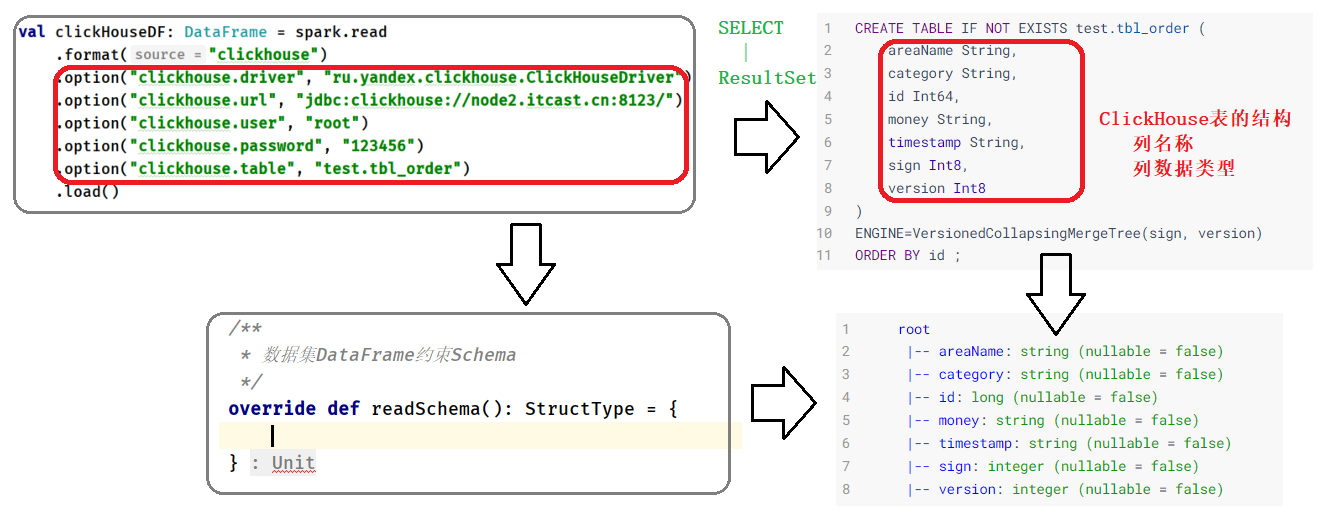 val clickHouseDF: DataFrame = spark.read
.format( source = "clickhouse")
.option("clickhouse.driver", "ru.yandex.clickhouse.ClickHouseDriver")
.option("clickhouse.url", "jdbc:clickhouse://node2.itcast.cn:8123/")
.option("clickhouse.user", "root")
.option("clickhouse.password", "123456")
.option("clickhouse.table", "test.tbl_order")
.load()
SELECT
|
ResultSet
1 CREATE TABLE IF NOT EXISTS test.tbl_order (
2 areaName String,
3 category String,
4 id Int64,
5 money String,
6 timestamp String,
7 sign Int8,
8 version Int8
9 )
10 ENGINE=VersionedCollapsingMergeTree(sign, version)
11 ORDER BY id ;
ClickHouse表的结构
列名称
列数据类型
/**
* 数据集DataFrame约束Schema
*/
override def readSchema(): StructType = {
} : Unit
1 root
2 |-- areaName: string (nullable = false)
3 |-- category: string (nullable = false)
4 |-- id: long (nullable = false)
5 |-- money: string (nullable = false)
6 |-- timestamp: string (nullable = false)
7 |-- sign: integer (nullable = false)
8 |-- version: integer (nullable = false)